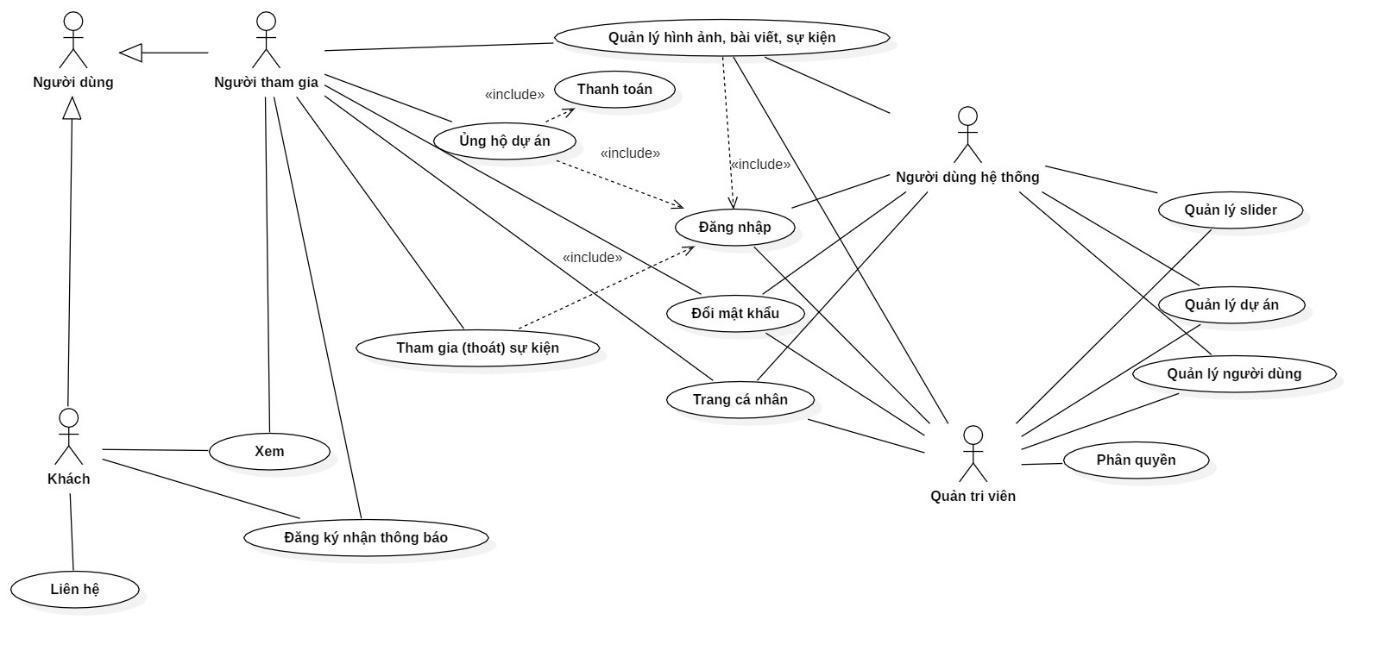 Quản lý hình ảnh, bài viết, sự kiện
Người dùng
Người tham gia
Thanh toán
«include»
Ủng hộ dự án
«include»
«include»
Người dùng hệ thống
Quản lý slider
Đăng nhập
«include»
Đổi mật khẩu
Quản lý dự án
Tham gia (thoát) sự kiện
Quản lý người dùng
Trang cá nhân
Xem
Phân quyền
Khách
Quản tri viên
Đăng ký nhận thông báo
Liên hệ